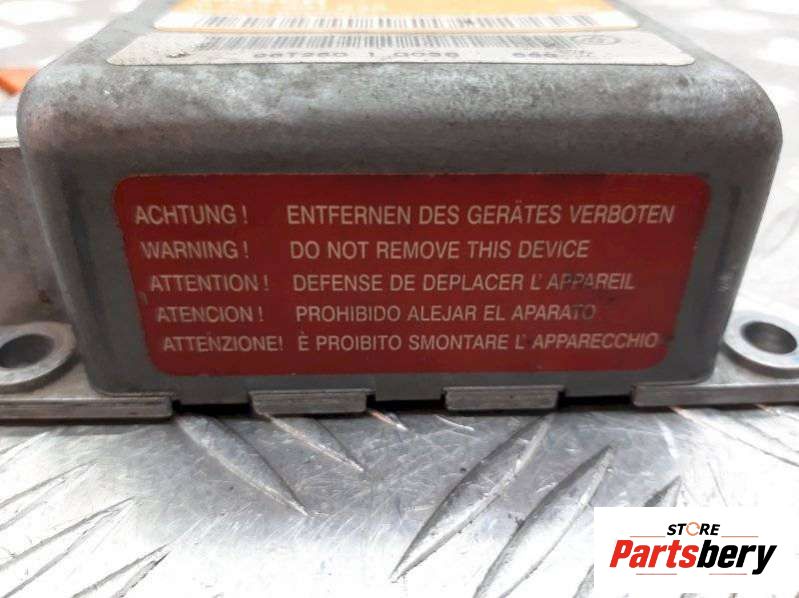 ACHTUNG! ENTFERNEN DES GERÄTES VERBOTEN
WARNING! DO NOT REMOVE THIS DEVICE
ATTENTION! DEFENSE DE DEPLACER L'APPAREIL
ATENCION! PROHIBIDO ALEJAR EL APARATO
ATTENZIONE! È PROIBITO SMONTARE L'APPARECCHIO
STORE
Partsbery